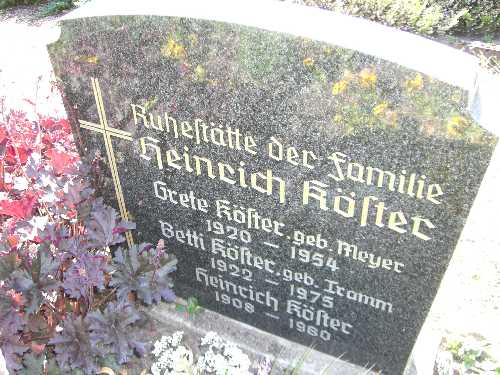 Ruhestätte der Familie
Heinrich Köster
Grete Köster, geb. Meyer
1920 - 1954
Betti Köster, geb. Tramm
1922 - 1975
Heinrich Köster
1908 - 1980